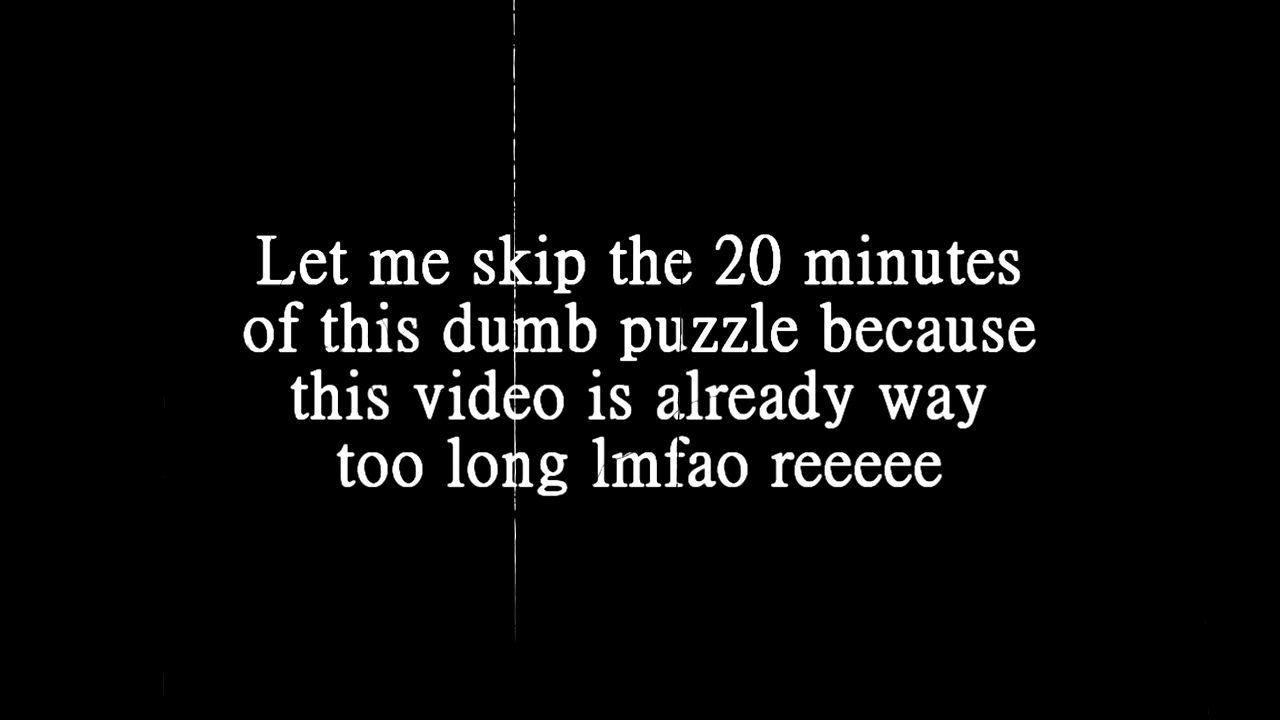 Let me skip the 20 minutes
of this dumb puzzle because
this video is already way
too long lmfao reeeee